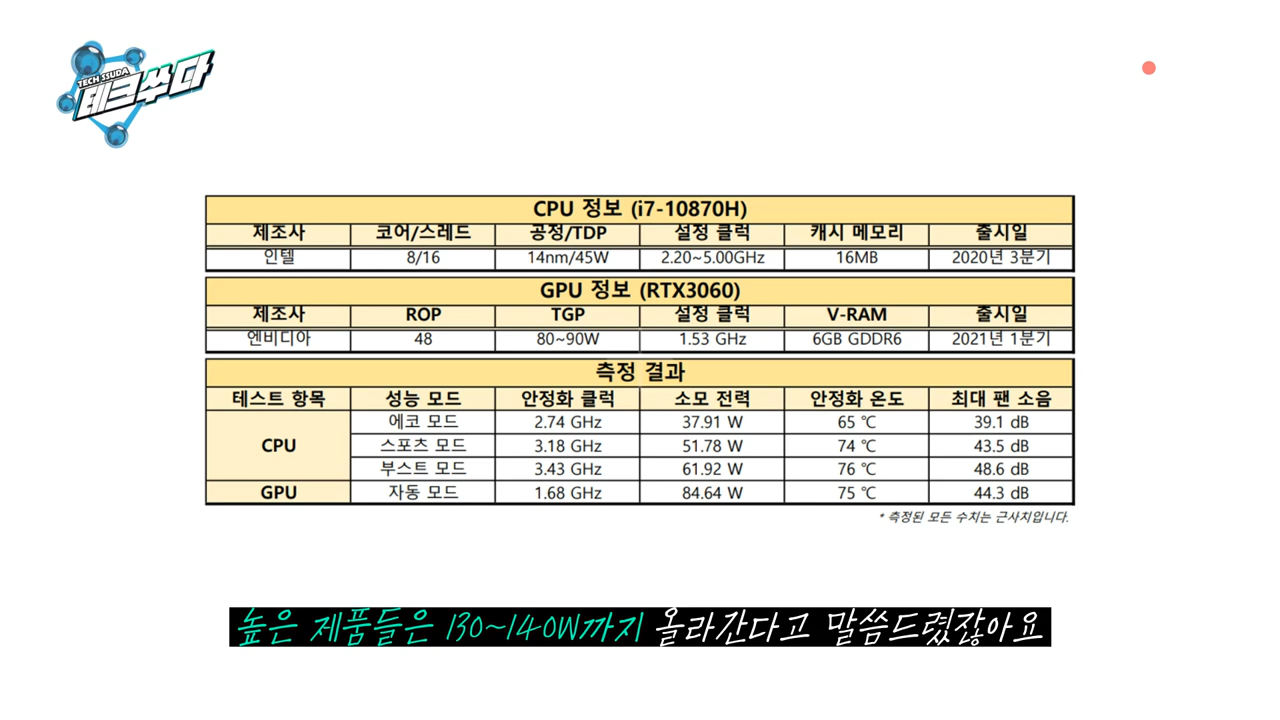 TECH SSUDA
테크쑤다
CPU 정보 (i7-10870H)
제조사 코어/스레드 공정/TDP 설정 클럭 캐시 메모리 출시일
인텔 8/16 14nm/45W 2.20~5.00GHz 16MB 2020년 3분기
GPU 정보 (RTX3060)
제조사 ROP TGP 설정 클럭 V-RAM 출시일
엔비디아 48 80~90W 1.53 GHz 6GB GDDR6 2021년 1분기
측정 결과
테스트 항목 성능 모드 안정화 클럭 소모 전력 안정화 온도 최대 팬 소음
에코 모드 2.74 GHz 37.91 W 65 ℃ 39.1 dB
CPU 스포츠 모드 3.18 GHz 51.78 W 74 ℃ 43.5 dB
부스트 모드 3.43 GHz 61.92 W 76 ℃ 48.6 dB
GPU 자동 모드 1.68 GHz 84.64 W 75 ℃ 44.3 dB
* 측정된 모든 수치는 근사치입니다.
높은 제품들은 130~140W까지 올라간다고 말씀드렸잖아요